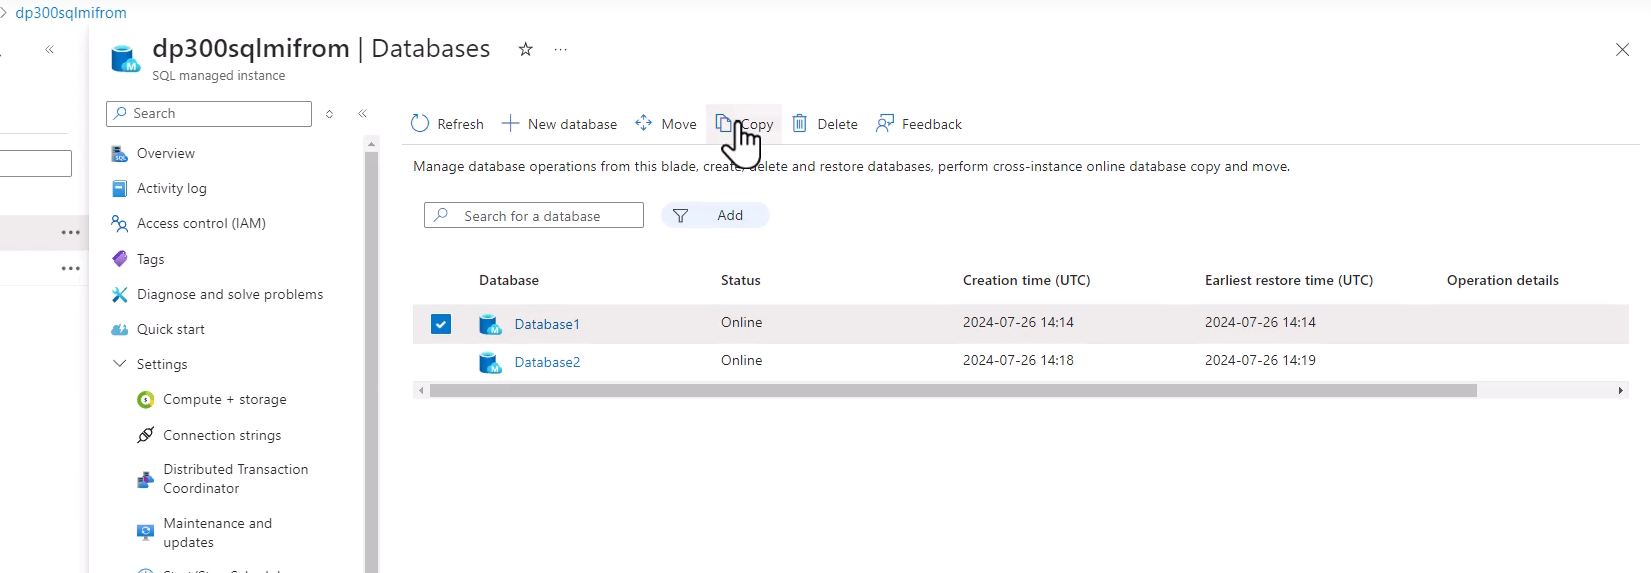 dp300sqlmifrom
dp300sqlmifrom | Databases
SQL managed instance
Search
Refresh
New database
Move
Copy
Delete
Feedback
Manage database operations from this blade, create, delete and restore databases, perform cross-instance online database copy and move.
Search for a database
Add
Overview
Activity log
Access control (IAM)
Tags
Diagnose and solve problems
Quick start
Settings
Compute + storage
Connection strings
Distributed Transaction
Coordinator
Maintenance and
updates
Database Status Creation time (UTC) Earliest restore time (UTC) Operation details
Database1 Online 2024-07-26 14:14 2024-07-26 14:14
Database2 Online 2024-07-26 14:18 2024-07-26 14:19